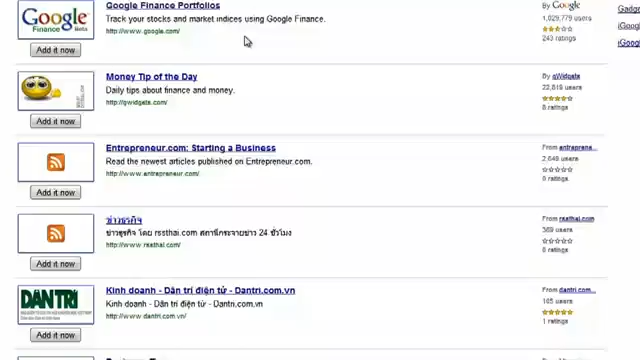 Google Finance Portfolios
Track your stocks and market indices using Google Finance.
http://www.google.com/
Google
Finance Beta
Add it now
By Google
1,029,779 users
243 ratings
Money Tip of the Day
Daily tips about finance and money.
http://qwidgets.com/
Add it now
By qWidgets
22,819 users
8 ratings
Entrepreneur.com: Starting a Business
Read the newest articles published on Entrepreneur.com.
http://www.entrepreneur.com/
Add it now
From entreprene...
2,649 users
0 ratings
ข่าวธุรกิจ
ข่าวธุรกิจ โดย rssthai.com สถานีกระจายข่าว 24 ชั่วโมง
http://www.rssthai.com/
Add it now
From rssthai.com
369 users
0 ratings
Kinh doanh - Dân trí điện tử - Dantri.com.vn
Kinh doanh - Dân trí điện tử - Dantri.com.vn
http://www.dantri.com.vn/
DÂN TRÍ
Add it now
From dantri.com...
165 users
1 ratings
iGoogl